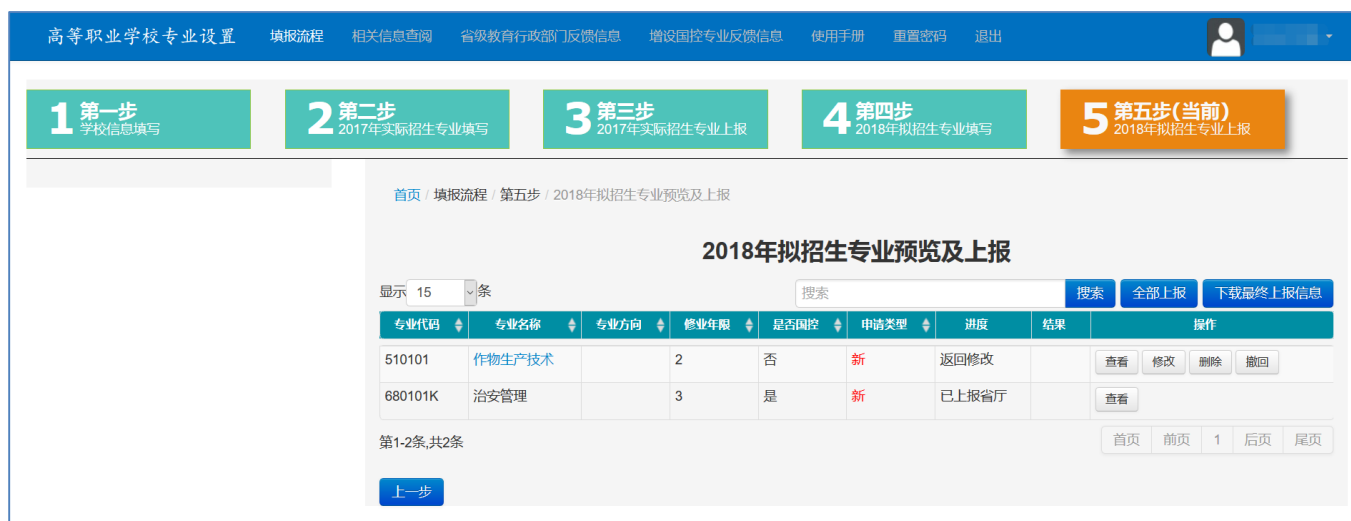 高等职业学校专业设置 填报流程 相关信息查阅 省级教育行政部门反馈信息 增设国控专业反馈信息 使用手册 重置密码 退出
1 第一步 2 第二步 3 第三步 4 第四步 5 第五步(当前)
学校信息填写 2017年实际招生专业填写 2017年实际招生专业上报 2018年拟招生专业填写 2018年拟招生专业上报
首页 / 填报流程 / 第五步 / 2018年拟招生专业预览及上报
2018年拟招生专业预览及上报
显示 15 条 搜索 搜索 全部上报 下载最终上报信息
专业代码 专业名称 专业方向 修业年限 是否国控 申请类型 进度 结果 操作
510101 作物生产技术 2 否 新 返回修改 查看 修改 删除 撤回
680101K 治安管理 3 是 新 已上报省厅 查看
第1-2条,共2条 首页 前页 1 后页 尾页
上一步